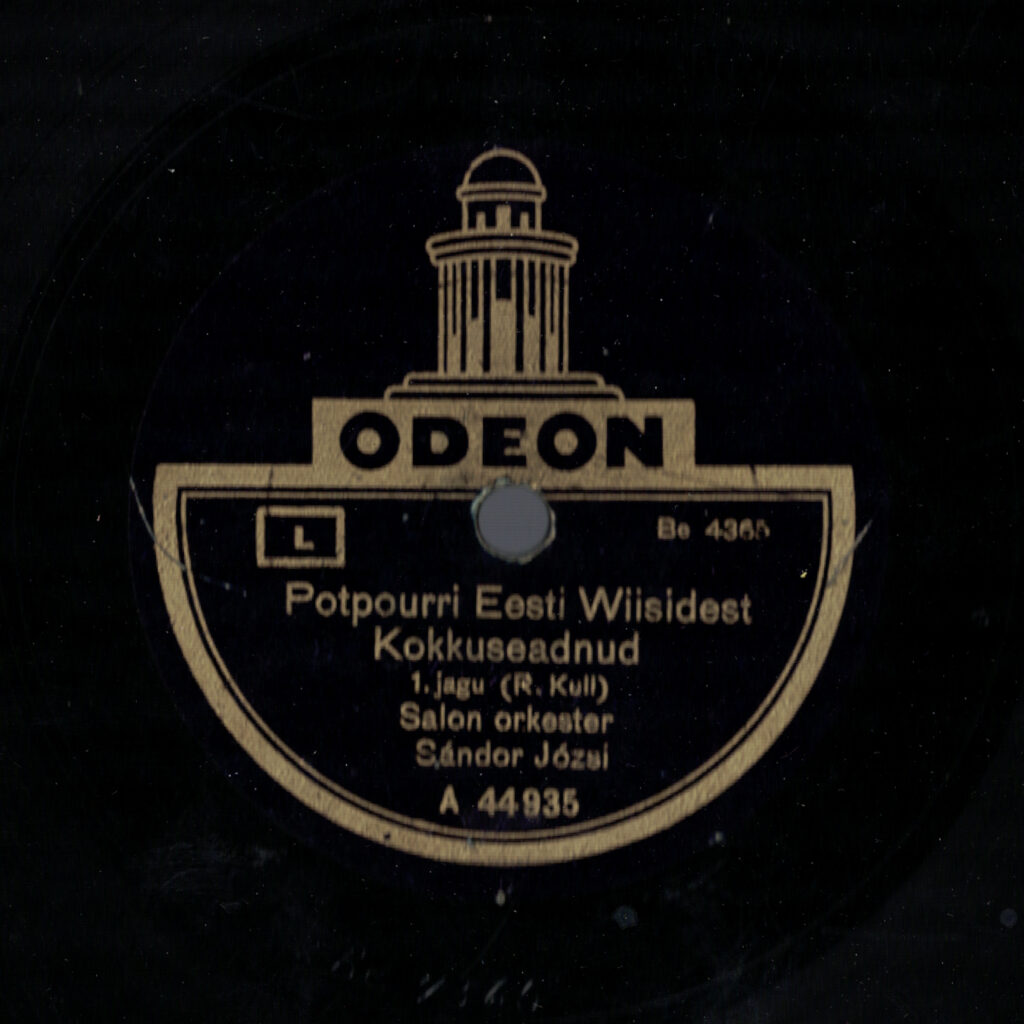 ODEON
L
Be 4365
Potpourri Eesti Wiisidest
Kokkuseadnud
1. jagu (R. Kull)
Salon orkester
Sándor Józsi
A 44935